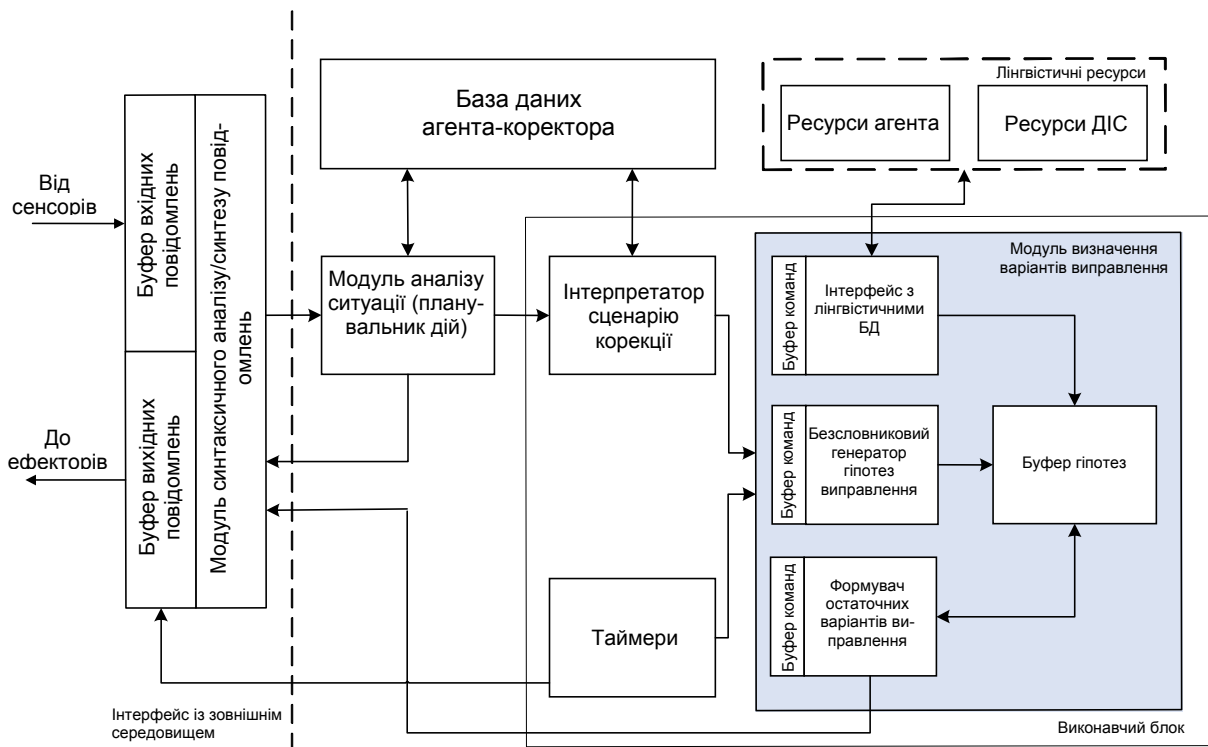 Лінгвістичні ресурси
База даних
агента-коректора
Ресурси агента
Ресурси ДІС
Від
сенсорів
Буфер вхідних
повідомлень
Модуль синтаксичного аналізу/синтезу повід-
омлень
Модуль аналізу
ситуації (плану-
вальник дій)
Інтерпретатор
сценарію
корекції
Модуль визначення
варіантів виправлення
Буфер команд
Інтерфейс з
лінгвістичними
БД
До
ефекторів
Буфер вихідних
повідомлень
Буфер команд
Безсловниковий
генератор
гіпотез
виправлення
Буфер гіпотез
Таймери
Буфер команд
Формувач
остаточних
варіантів ви-
правлення
Інтерфейс із зовнішнім
середовищем
Виконавчий блок